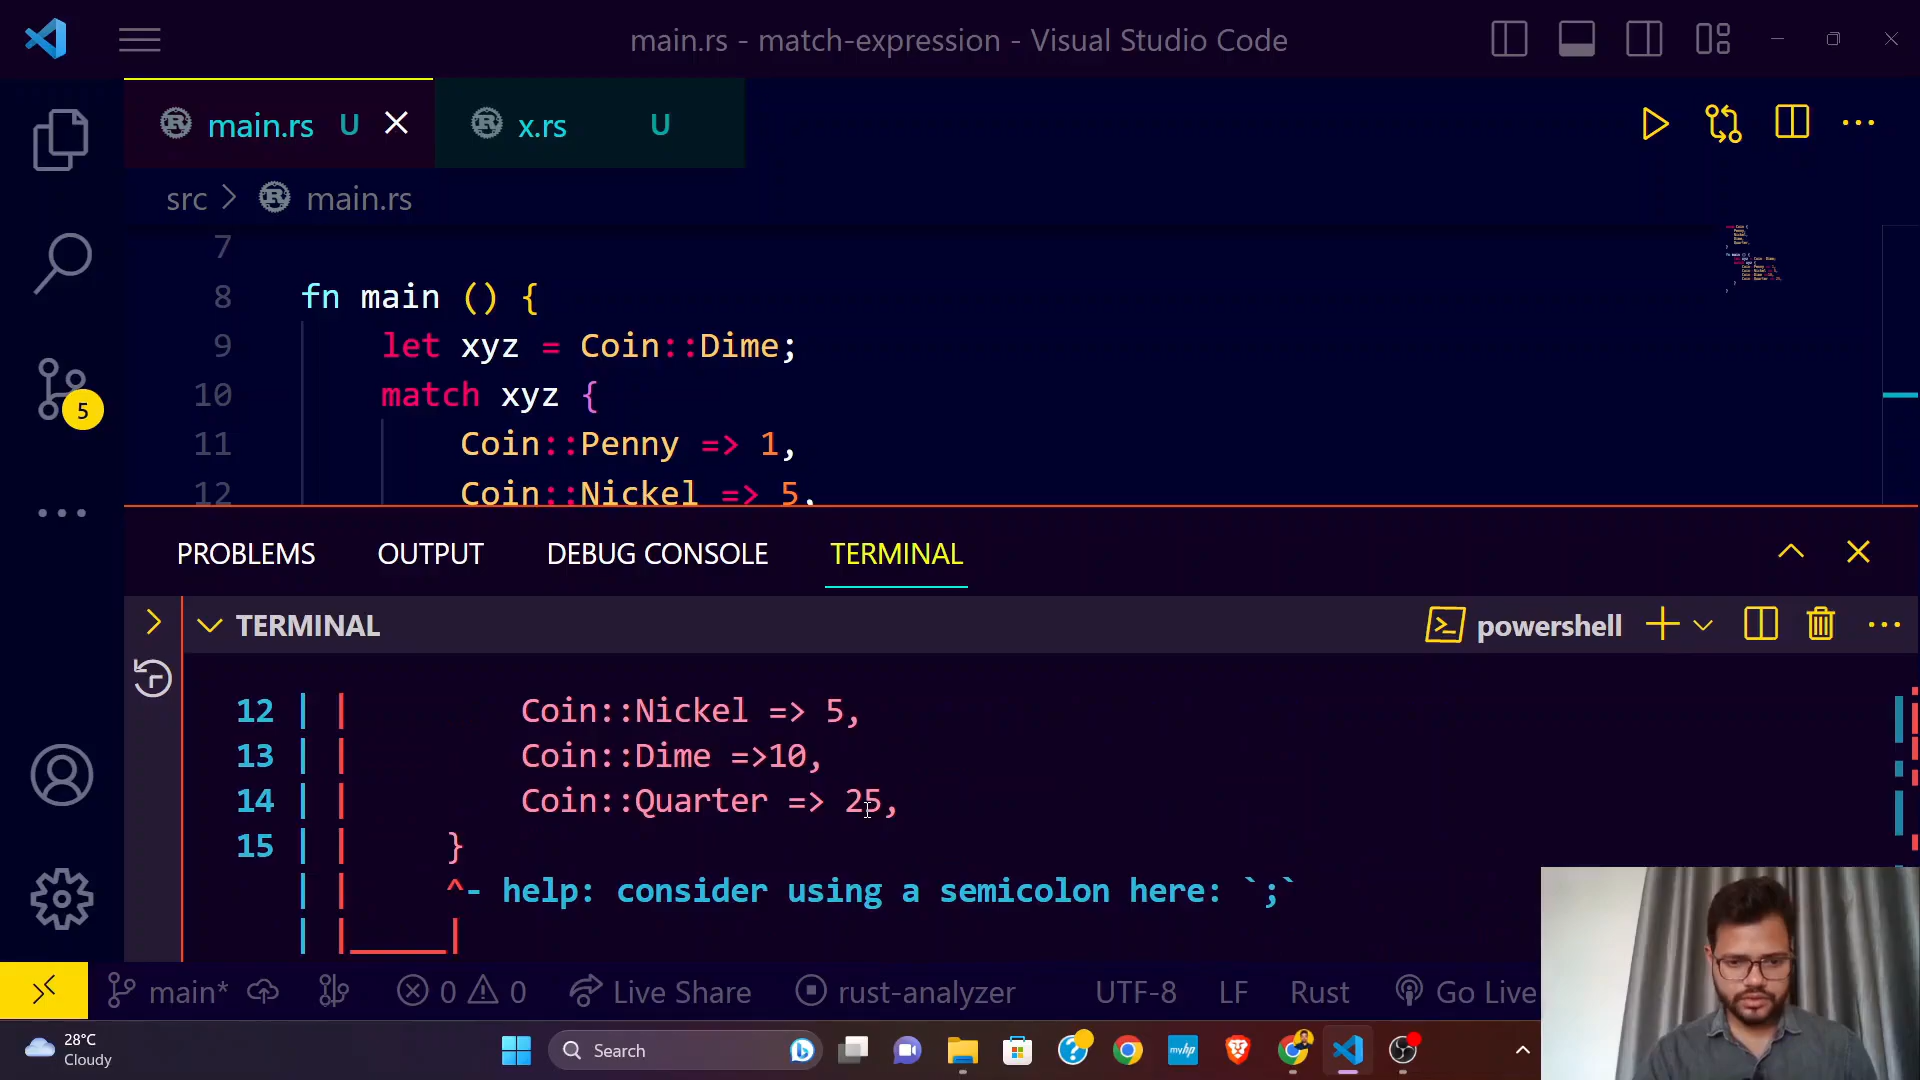 main.rs - match-expression - Visual Studio Code
main.rs U
x.rs U
src > main.rs
7
8 fn main () {
9 let xyz = Coin::Dime;
10 match xyz {
11 Coin::Penny => 1,
12 Coin::Nickel => 5,
5
PROBLEMS OUTPUT DEBUG CONSOLE TERMINAL
TERMINAL
powershell
12 | | Coin::Nickel => 5,
13 | | Coin::Dime =>10,
14 | | Coin::Quarter => 25,
15 | | }
| | ^- help: consider using a semicolon here: `;`
| |_____|
main* 0 0 Live Share rust-analyzer UTF-8 LF Rust Go Live
28°C
Cloudy
Search
myhp